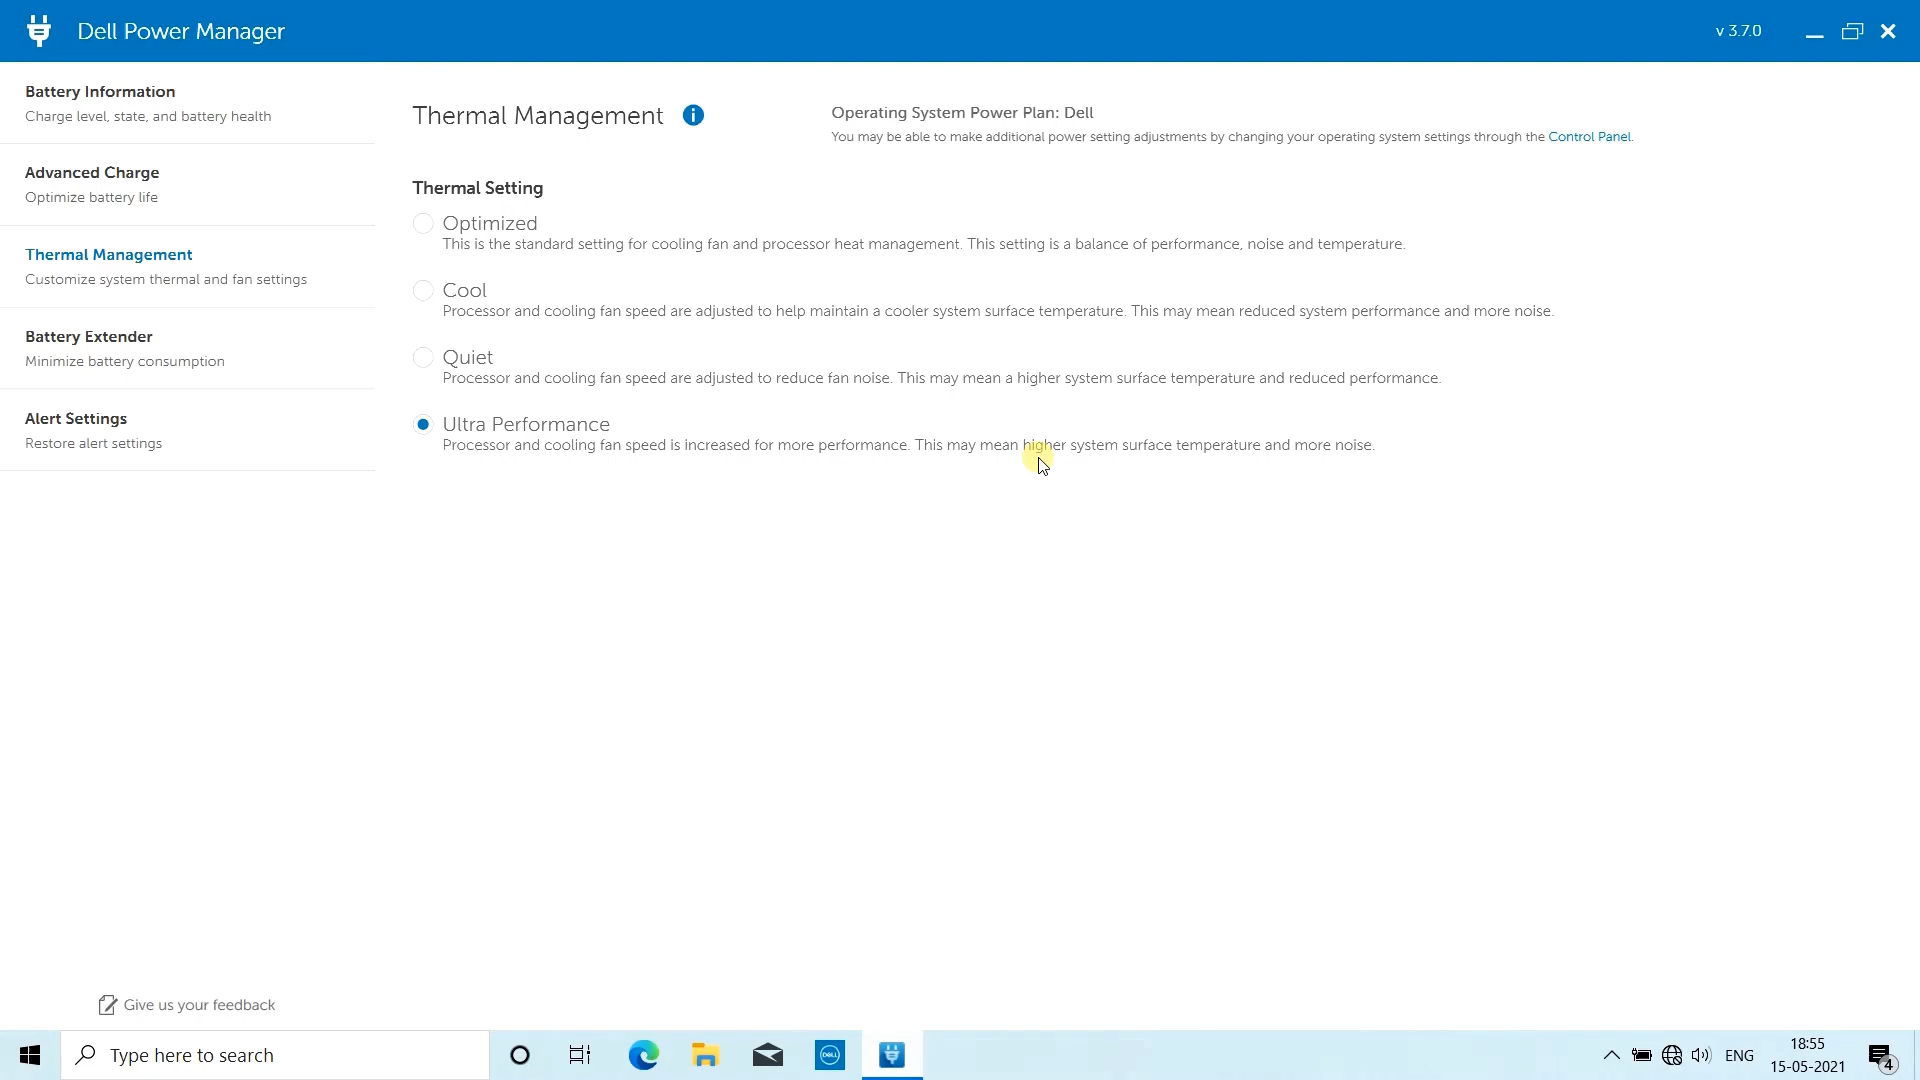 Dell Power Manager
v 3.7.0
Battery Information
Charge level, state, and battery health
Advanced Charge
Optimize battery life
Thermal Management
Customize system thermal and fan settings
Battery Extender
Minimize battery consumption
Alert Settings
Restore alert settings
Thermal Management
Operating System Power Plan: Dell
You may be able to make additional power setting adjustments by changing your operating system settings through the Control Panel.
Thermal Setting
Optimized
This is the standard setting for cooling fan and processor heat management. This setting is a balance of performance, noise and temperature.
Cool
Processor and cooling fan speed are adjusted to help maintain a cooler system surface temperature. This may mean reduced system performance and more noise.
Quiet
Processor and cooling fan speed are adjusted to reduce fan noise. This may mean a higher system surface temperature and reduced performance.
Ultra Performance
Processor and cooling fan speed is increased for more performance. This may mean higher system surface temperature and more noise.
Give us your feedback
Type here to search
DELL
ENG
18:55
15-05-2021
4